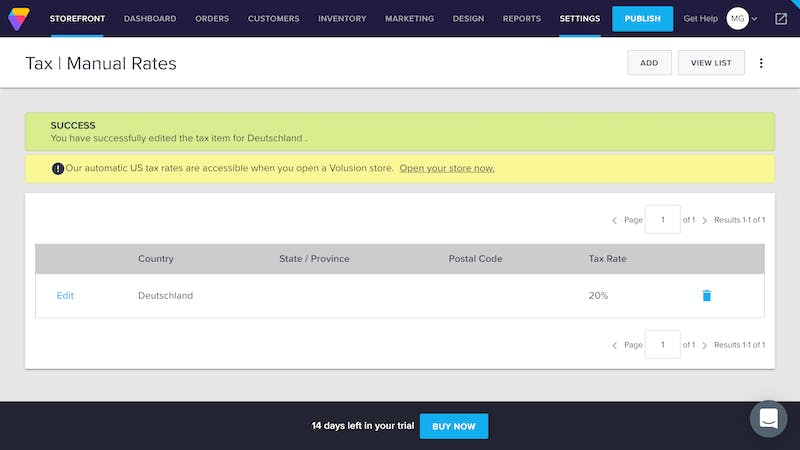 STOREFRONT DASHBOARD ORDERS CUSTOMERS INVENTORY MARKETING DESIGN REPORTS SETTINGS PUBLISH Get Help MG
Tax | Manual Rates ADD VIEW LIST
SUCCESS
You have successfully edited the tax item for Deutschland .
! Our automatic US tax rates are accessible when you open a Volusion store. Open your store now.
Page 1 of 1 Results 1-1 of 1
Country State / Province Postal Code Tax Rate
Edit Deutschland 20%
Page 1 of 1 Results 1-1 of 1
14 days left in your trial BUY NOW